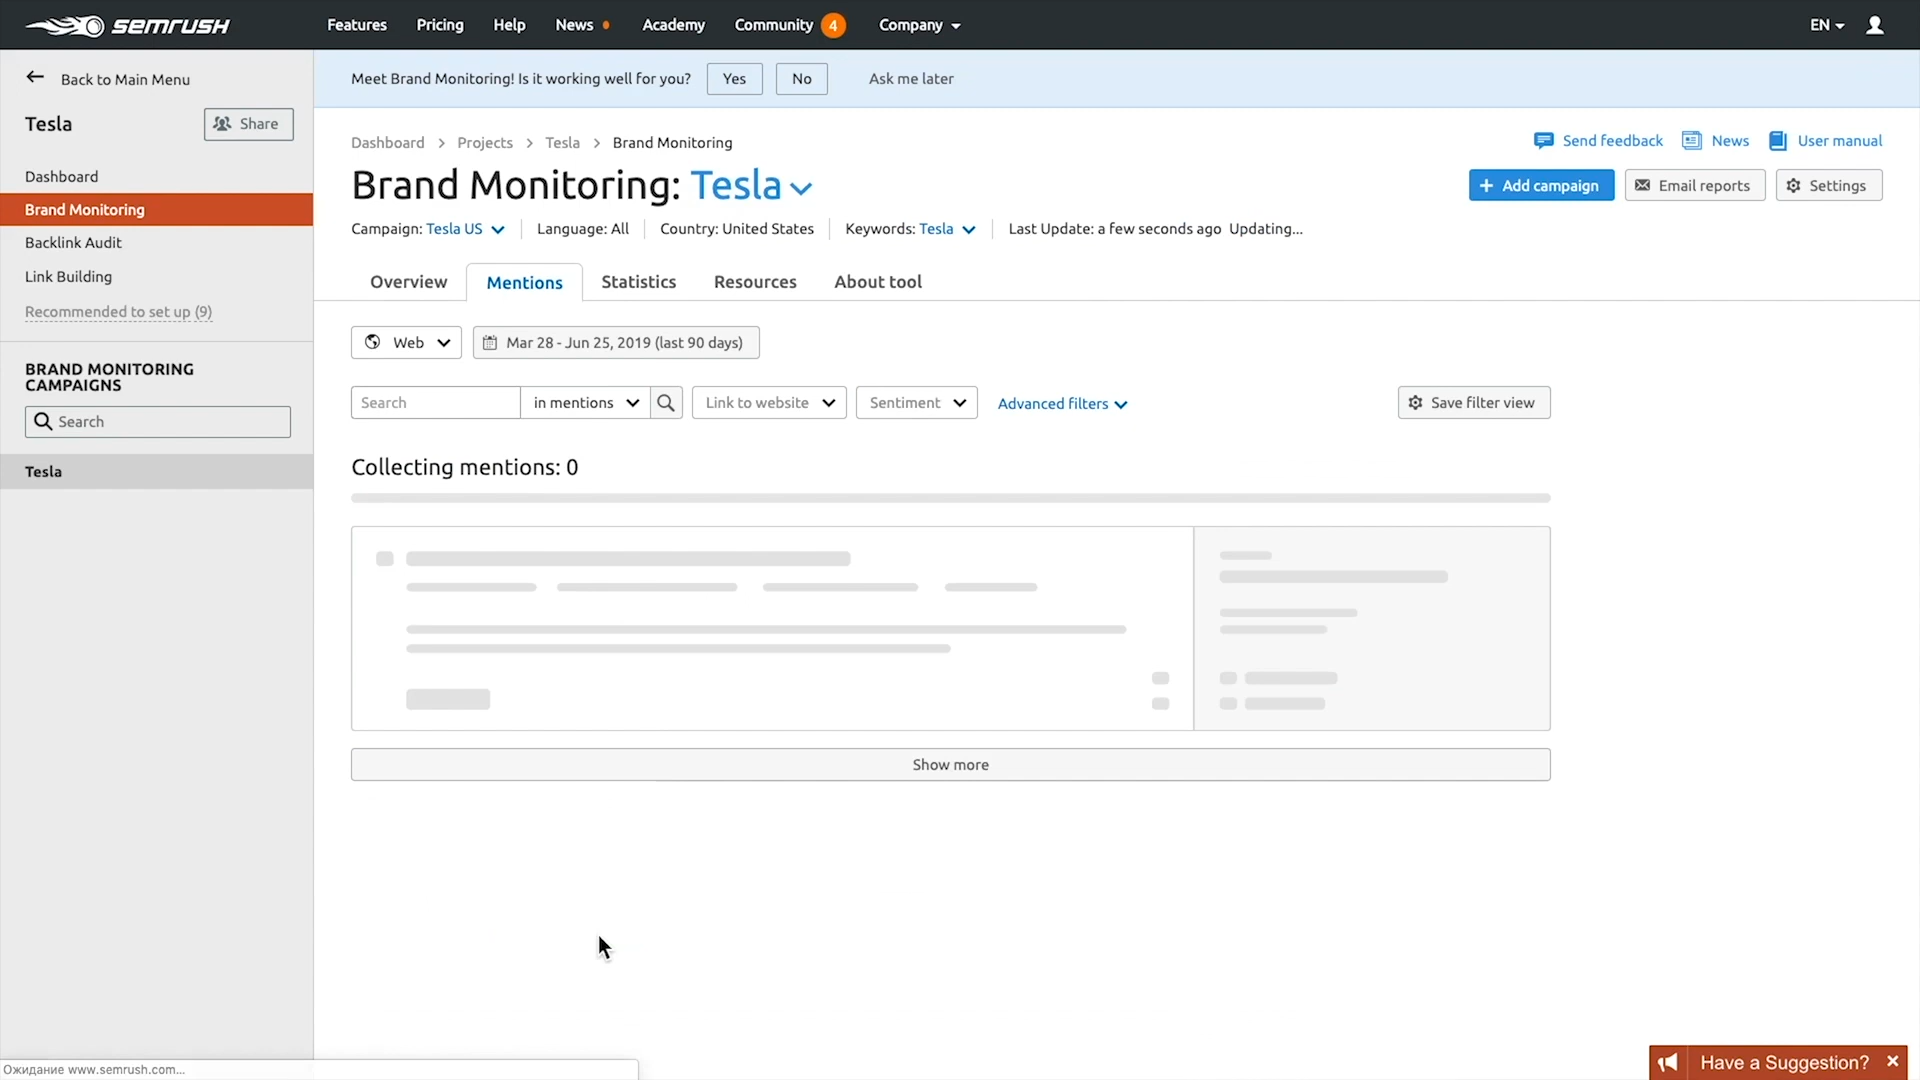 semrush
Features
Pricing
Help
News
Academy
Community 4
Company
EN
Back to Main Menu
Tesla
Share
Dashboard
Brand Monitoring
Backlink Audit
Link Building
Recommended to set up (9)
BRAND MONITORING
CAMPAIGNS
Search
Tesla
Meet Brand Monitoring! Is it working well for you?
Yes
No
Ask me later
Dashboard > Projects > Tesla > Brand Monitoring
Send feedback
News
User manual
Brand Monitoring: Tesla
+ Add campaign
Email reports
Settings
Campaign: Tesla US
Language: All
Country: United States
Keywords: Tesla
Last Update: a few seconds ago Updating...
Overview
Mentions
Statistics
Resources
About tool
Web
Mar 28 - Jun 25, 2019 (last 90 days)
Search
in mentions
Link to website
Sentiment
Advanced filters
Save filter view
Collecting mentions: 0
Show more
Ожидание www.semrush.com...
Have a Suggestion? ×